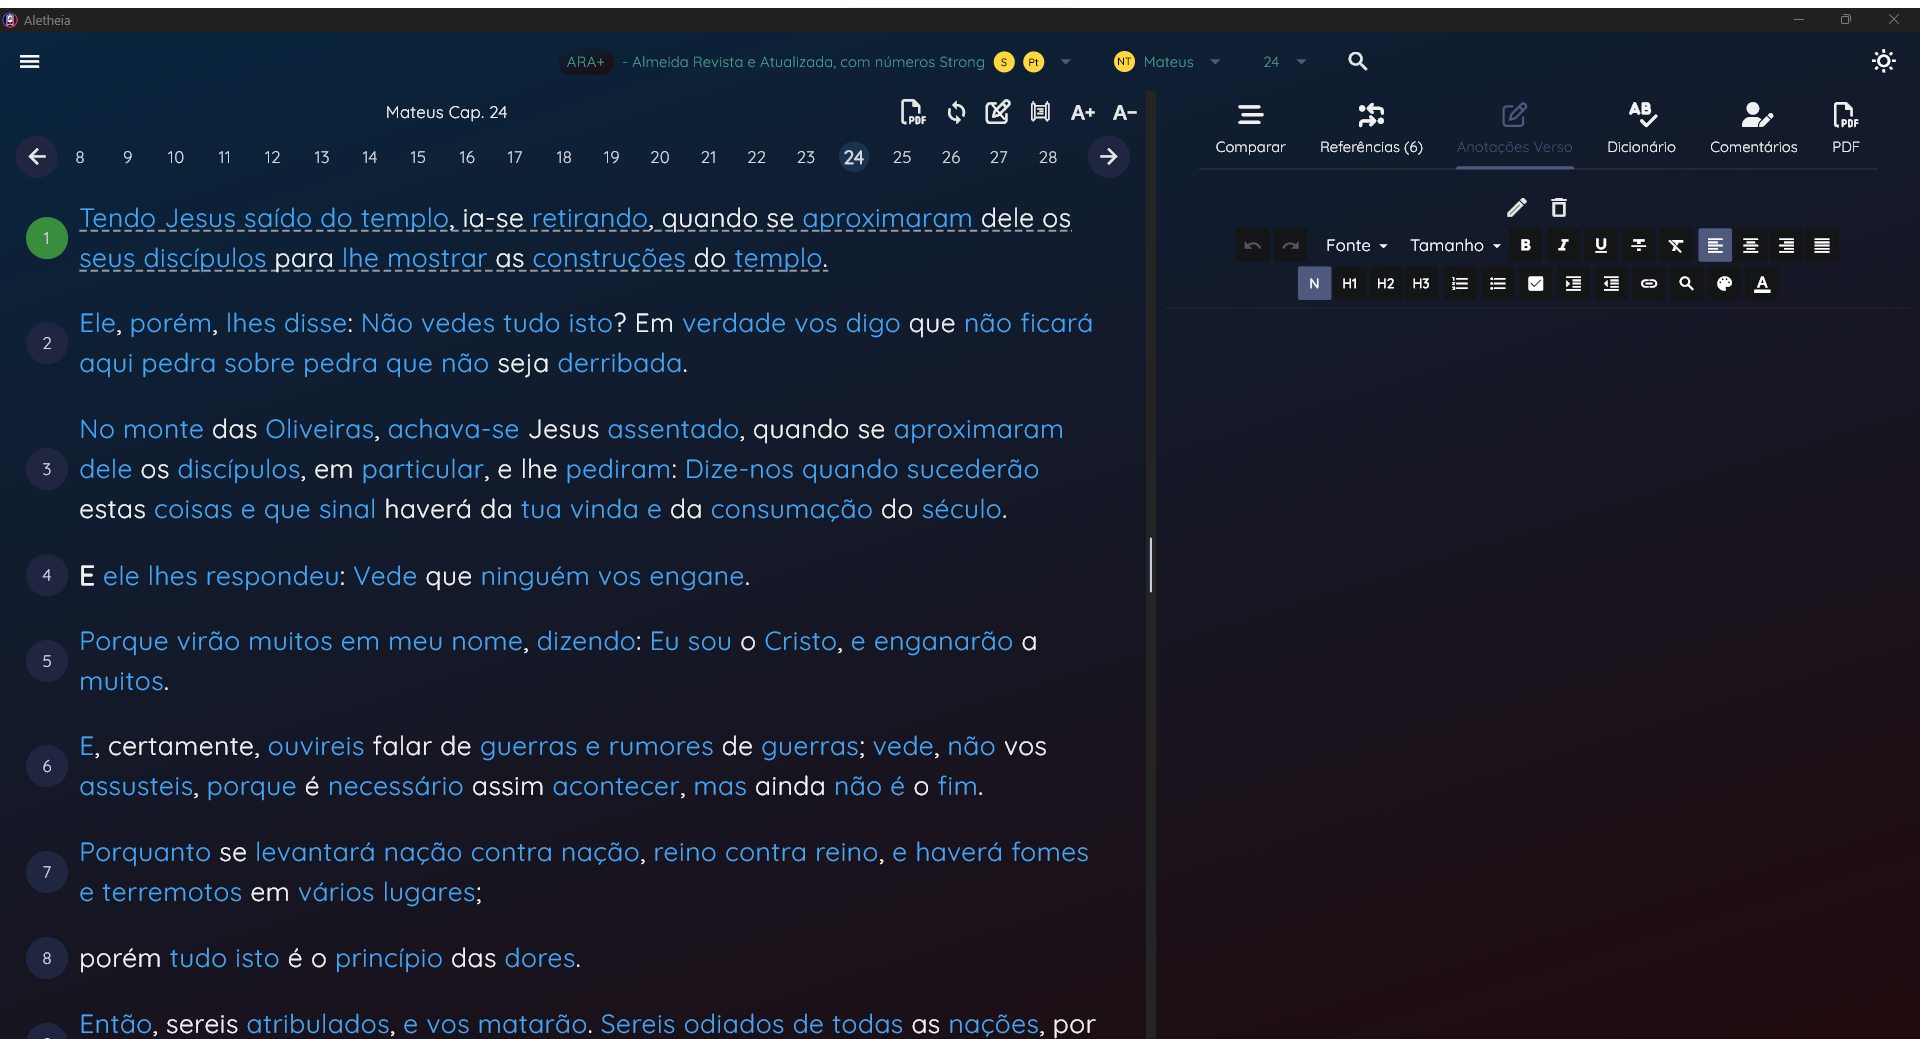 Aletheia
ARA+ - Almeida Revista e Atualizada, com números Strong S Pt NT Mateus 24
Mateus Cap. 24
PDF A+ A-
8 9 10 11 12 13 14 15 16 17 18 19 20 21 22 23 24 25 26 27 28
1 Tendo Jesus saído do templo, ia-se retirando, quando se aproximaram dele os
seus discípulos para lhe mostrar as construções do templo.
2 Ele, porém, lhes disse: Não vedes tudo isto? Em verdade vos digo que não ficará
aqui pedra sobre pedra que não seja derribada.
3 No monte das Oliveiras, achava-se Jesus assentado, quando se aproximaram
dele os discípulos, em particular, e lhe pediram: Dize-nos quando sucederão
estas coisas e que sinal haverá da tua vinda e da consumação do século.
4 E ele lhes respondeu: Vede que ninguém vos engane.
5 Porque virão muitos em meu nome, dizendo: Eu sou o Cristo, e enganarão a
muitos.
6 E, certamente, ouvireis falar de guerras e rumores de guerras; vede, não vos
assusteis, porque é necessário assim acontecer, mas ainda não é o fim.
7 Porquanto se levantará nação contra nação, reino contra reino, e haverá fomes
e terremotos em vários lugares;
8 porém tudo isto é o princípio das dores.
Então, sereis atribulados, e vos matarão. Sereis odiados de todas as nações, por
AB PDF
Comparar Referências (6) Anotações Verso Dicionário Comentários PDF
Fonte Tamanho B I U
N H1 H2 H3 A